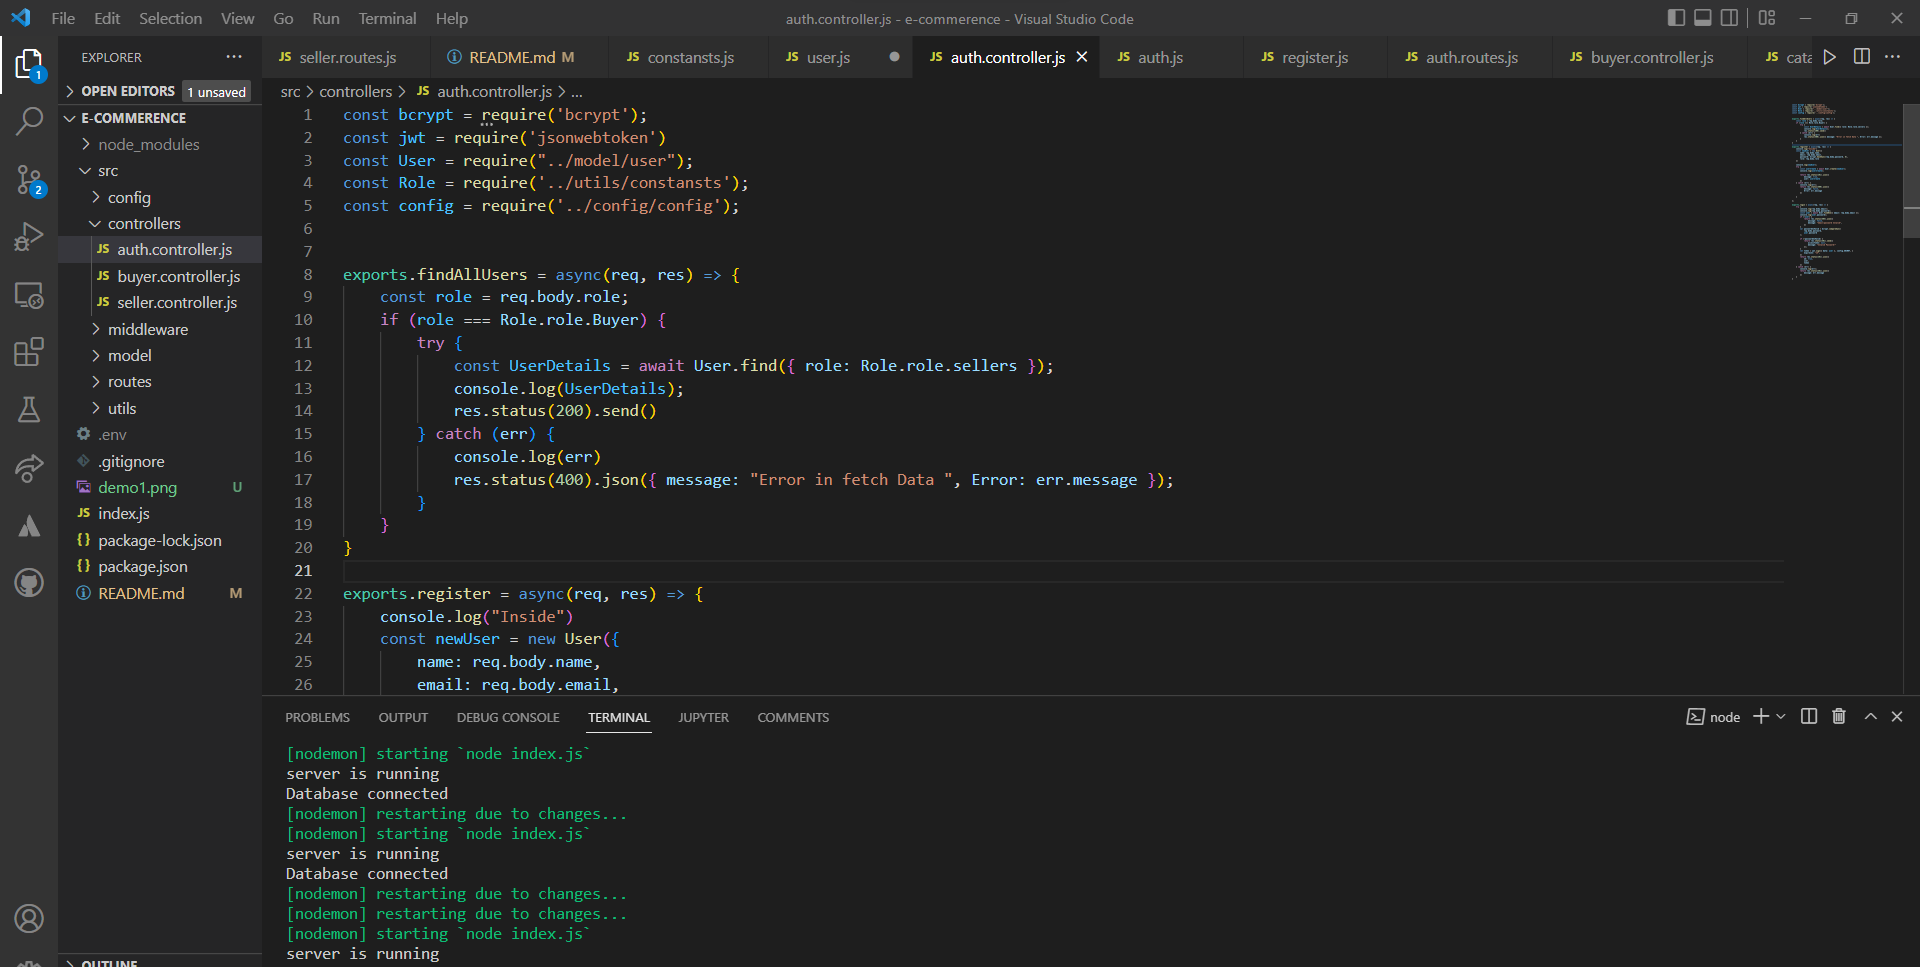 File Edit Selection View Go Run Terminal Help
auth.controller.js - e-commerence - Visual Studio Code
EXPLORER
OPEN EDITORS 1 unsaved
E-COMMERENCE
node_modules
src
config
controllers
JS auth.controller.js
JS buyer.controller.js
JS seller.controller.js
middleware
model
routes
utils
.env
.gitignore
demo1.png U
JS index.js
{} package-lock.json
{} package.json
README.md M
OUTLINE
1
2
JS seller.routes.js README.md M JS constansts.js JS user.js JS auth.controller.js JS auth.js JS register.js JS auth.routes.js JS buyer.controller.js JS cata
src > controllers > JS auth.controller.js > ...
1 const bcrypt = require('bcrypt');
2 const jwt = require('jsonwebtoken')
3 const User = require("../model/user");
4 const Role = require('../utils/constansts');
5 const config = require('../config/config');
6
7
8 exports.findAllUsers = async(req, res) => {
9 const role = req.body.role;
10 if (role === Role.role.Buyer) {
11 try {
12 const UserDetails = await User.find({ role: Role.role.sellers });
13 console.log(UserDetails);
14 res.status(200).send()
15 } catch (err) {
16 console.log(err)
17 res.status(400).json({ message: "Error in fetch Data ", Error: err.message });
18 }
19 }
20 }
21
22 exports.register = async(req, res) => {
23 console.log("Inside")
24 const newUser = new User({
25 name: req.body.name,
26 email: req.body.email,
PROBLEMS OUTPUT DEBUG CONSOLE TERMINAL JUPYTER COMMENTS
node
[nodemon] starting `node index.js`
server is running
Database connected
[nodemon] restarting due to changes...
[nodemon] starting `node index.js`
server is running
Database connected
[nodemon] restarting due to changes...
[nodemon] restarting due to changes...
[nodemon] starting `node index.js`
server is running